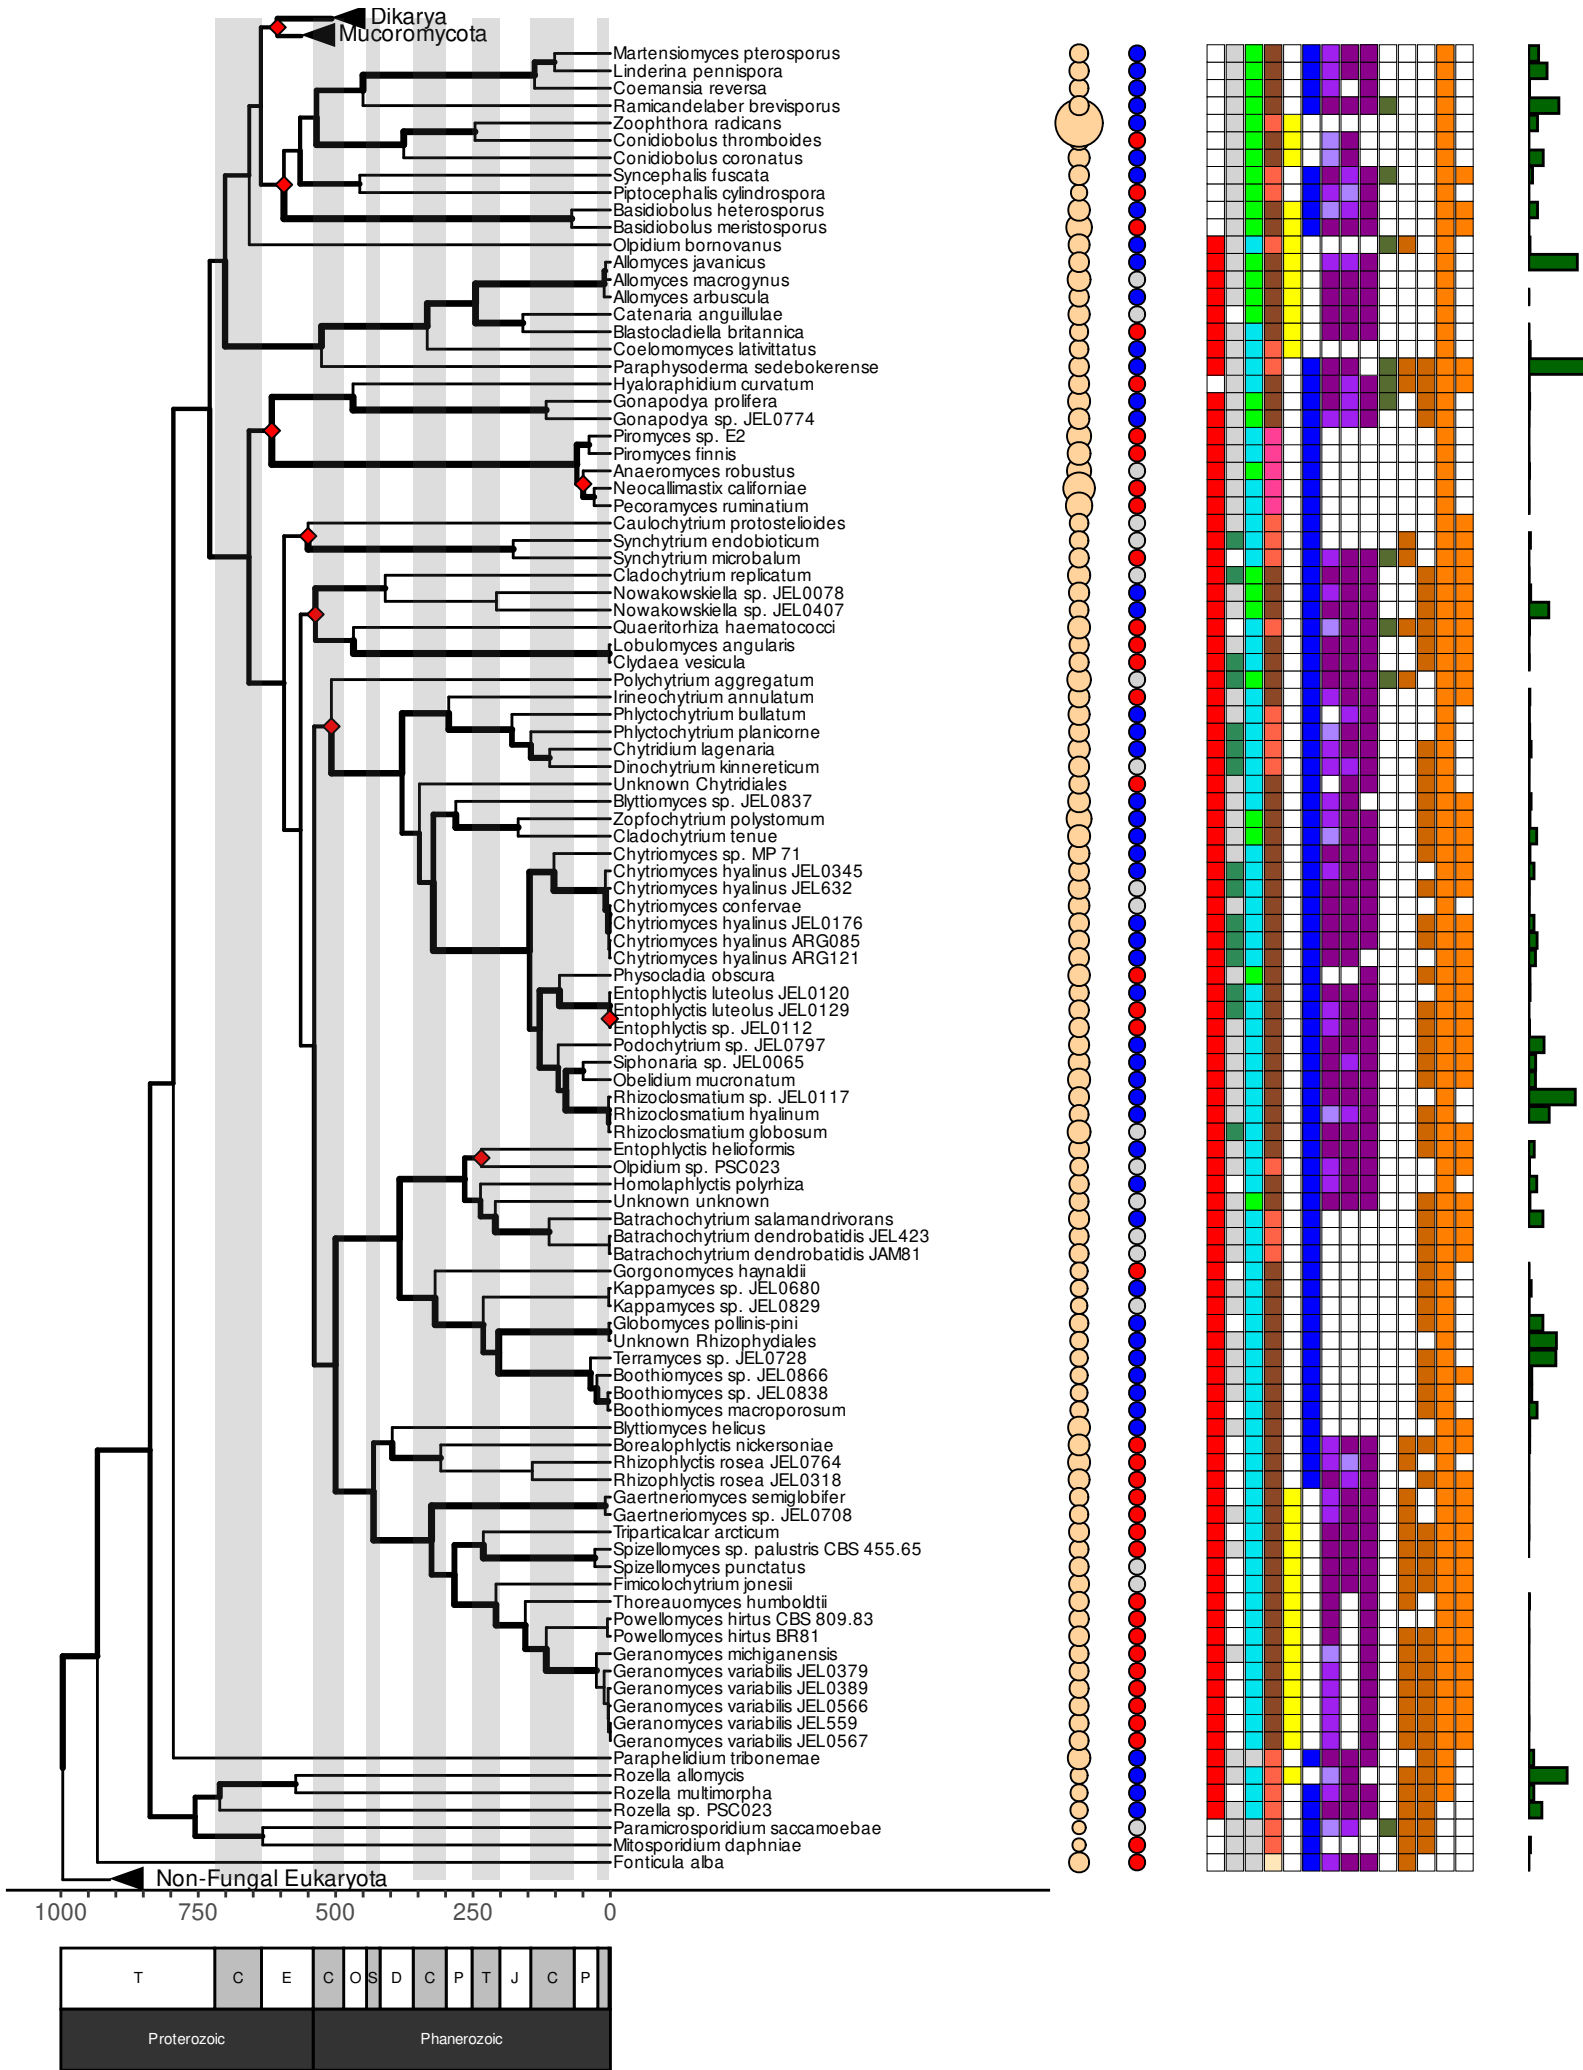 Dikarya
Mucoromycota
Martensiomyces pterosporus
Linderina pennispora
Coemansia reversa
Ramicandelaber brevisporus
Zoophthora radicans
Conidiobolus thromboides
Conidiobolus coronatus
Syncephalis fuscata
Piptocephalis cylindrospora
Basidiobolus heterosporus
Basidiobolus meristosporus
Olpidium bornovanus
Allomyces javanicus
Allomyces macrogynus
Allomyces arbuscula
Catenaria anguillulae
Blastocladiella britannica
Coelomomyces lativittatus
Paraphysoderma sedebokerense
Hyaloraphidium curvatum
Gonapodya prolifera
Gonapodya sp. JEL0774
Piromyces sp. E2
Piromyces finnis
Anaeromyces robustus
Neocallimastix californiae
Pecoramyces ruminatium
Caulochytrium protostelioides
Synchytrium endobioticum
Synchytrium microbalum
Cladochytrium replicatum
Nowakowskiella sp. JEL0078
Nowakowskiella sp. JEL0407
Quaeritorhiza haematococci
Lobulomyces angularis
Clydaea vesicula
Polychytrium aggregatum
Irineochytrium annulatum
Phlyctochytrium bullatum
Phlyctochytrium planicorne
Chytridium lagenaria
Dinochytrium kinnereticum
Unknown Chytridiales
Blyttiomyces sp. JEL0837
Zopfochytrium polystomum
Cladochytrium tenue
Chytriomyces sp. MP 71
Chytriomyces hyalinus JEL0345
Chytriomyces hyalinus JEL632
Chytriomyces confervae
Chytriomyces hyalinus JEL0176
Chytriomyces hyalinus ARG085
Chytriomyces hyalinus ARG121
Physocladia obscura
Entophlyctis luteolus JEL0120
Entophlyctis luteolus JEL0129
Entophlyctis sp. JEL0112
Podochytrium sp. JEL0797
Siphonaria sp. JEL0065
Obelidium mucronatum
Rhizoclosmatium sp. JEL0117
Rhizoclosmatium hyalinum
Rhizoclosmatium globosum
Entophlyctis helioformis
Olpidium sp. PSC023
Homolaphlyctis polyrhiza
Unknown unknown
Batrachochytrium salamandrivorans
Batrachochytrium dendrobatidis JEL423
Batrachochytrium dendrobatidis JAM81
Gorgonomyces haynaldii
Kappamyces sp. JEL0680
Kappamyces sp. JEL0829
Globomyces pollinis-pini
Unknown Rhizophydiales
Terramyces sp. JEL0728
Boothiomyces sp. JEL0866
Boothiomyces sp. JEL0838
Boothiomyces macroporosum
Blyttiomyces helicus
Borealophlyctis nickersoniae
Rhizophlyctis rosea JEL0764
Rhizophlyctis rosea JEL0318
Gaertneriomyces semiglobifer
Gaertneriomyces sp. JEL0708
Triparticalcar arcticum
Spizellomyces sp. palustris CBS 455.65
Spizellomyces punctatus
Fimicolochytrium jonesii
Thoreauomyces humboldtii
Powellomyces hirtus CBS 809.83
Powellomyces hirtus BR81
Geranomyces michiganensis
Geranomyces variabilis JEL0379
Geranomyces variabilis JEL0389
Geranomyces variabilis JEL0566
Geranomyces variabilis JEL559
Geranomyces variabilis JEL0567
Paraphelidium tribonemae
Rozella allomycis
Rozella multimorpha
Rozella sp. PSC023
Paramicrosporidium saccamoebae
Mitosporidium daphniae
Fonticula alba
Non-Fungal Eukaryota
1000 750 500 250 0
T C E C O S D C P T J C P
Proterozoic Phanerozoic